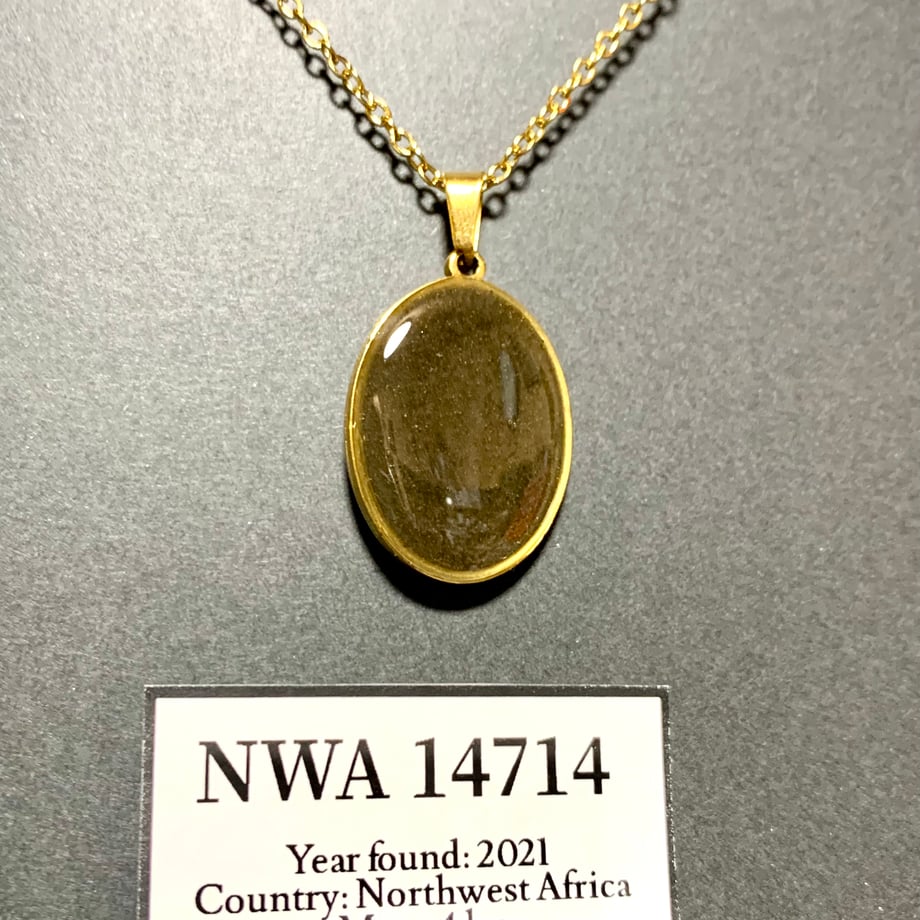 NWA 14714
Year found: 2021
Country: Northwest Africa